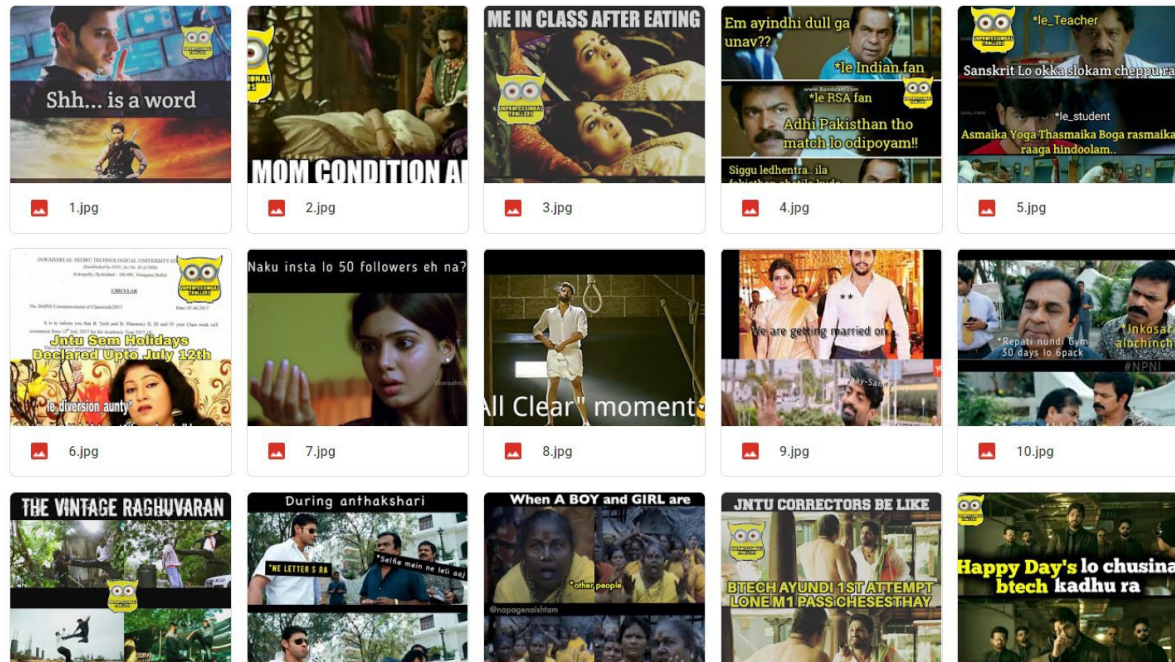 Shh... is a word
1.jpg
MOM CONDITION
2.jpg
ME IN CLASS AFTER EATING
UNPROFESSIONAL
TROLLERS
3.jpg
Em ayindhi dull ga
unav??
*le Indian fan
*le RSA fan
Adhi Pakisthan tho
match lo odipoyam!!
Siggu ledhentra.. ila
4.jpg
*le_Teacher
Sanskrit Lo okka slokam cheppu ra
*le_student
Asmaika Yoga Thasmaika Boga rasmaika
raaga hindoolam..
5.jpg
JAWAHARLAL NEHRU TECHNOLOGICAL UNIVERSITY
CIRCULAR
Jntu Sem Holidays
Declared Upto July 12th
*le diversion aunty*
6.jpg
Naku insta lo 50 followers eh na?
7.jpg
All Clear" moment
8.jpg
**
We are getting married on...
9.jpg
*Repati nundi Gym
30 days lo 6pack
*Inkosari
alochinch
#NPNL
10.jpg
THE VINTAGE RAGHUVARAN
During anthakshari
*NE LETTER S RA
*Selfie mein ne leli aaj
When A BOY and GIRL are
*other people
@napagenaishtam
JNTU CORRECTORS BE LIKE
BTECH AYUNDI 1ST ATTEMPT
LONE M1 PASS CHESESTHAY
Happy Day's lo chusina
btech kadhu ra